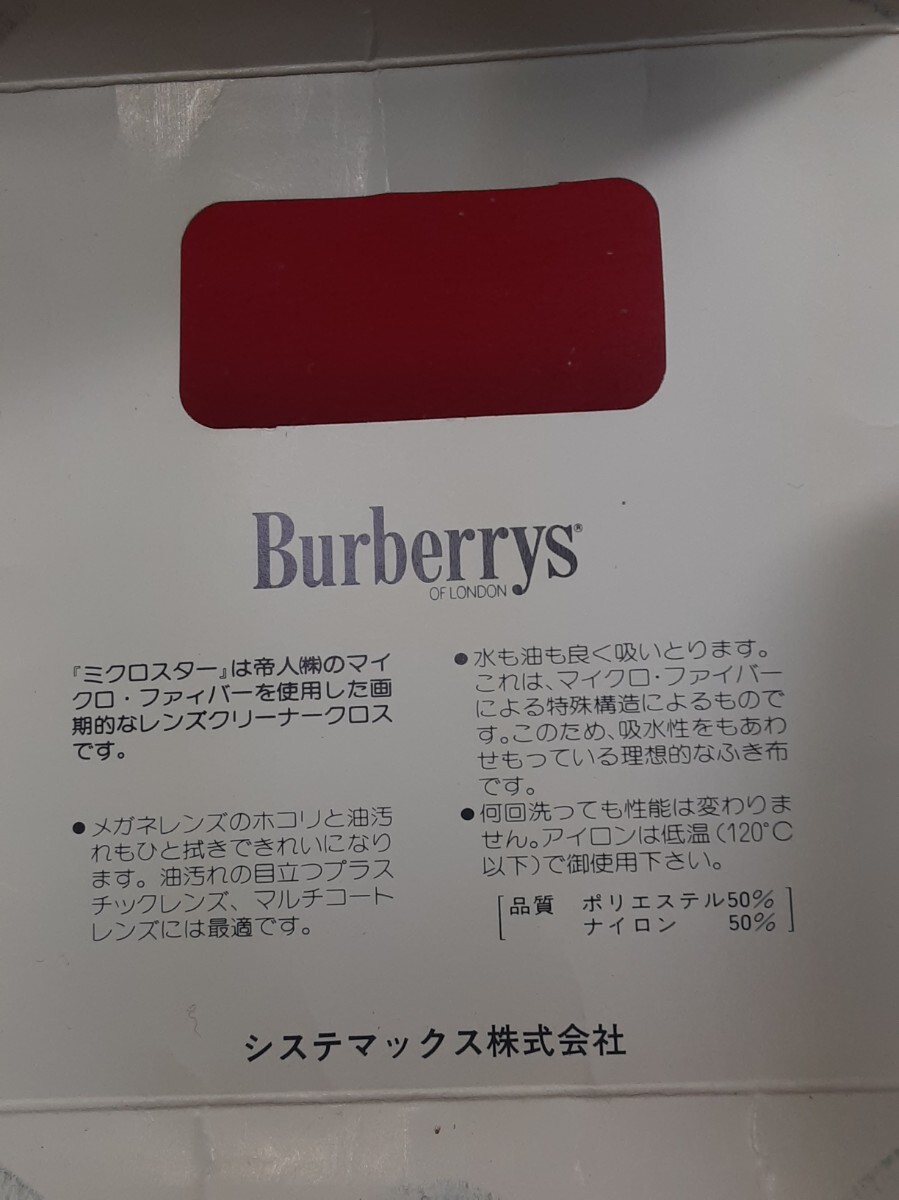 Burberrys®
OF LONDON
『ミクロスター』は帝人㈱のマイ
クロ・ファイバーを使用した画
期的なレンズクリーナークロス
です。
●メガネレンズのホコリと油汚
れもひと拭きできれいになり
ます。油汚れの目立つプラス
チックレンズ、マルチコート
レンズには最適です。
●水も油も良く吸いとります。
これは、マイクロ・ファイバー
による特殊構造によるもので
す。このため、吸水性をもあわ
せもっている理想的なふき布
です。
●何回洗っても性能は変わりま
せん。アイロンは低温(120℃
以下)で御使用下さい。
[品質 ポリエステル50%
ナイロン 50%]
システマックス株式会社